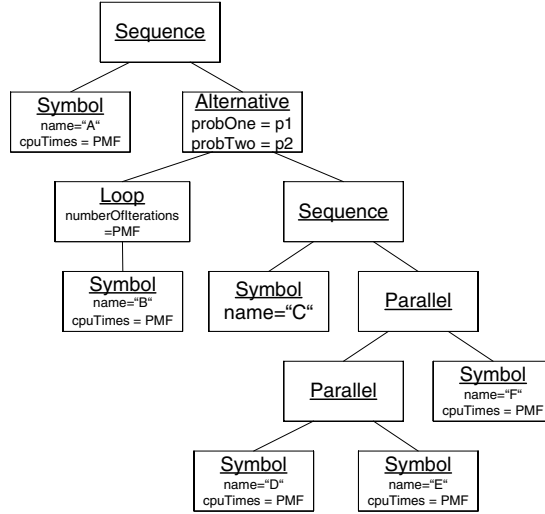 Sequence
Symbol
name="A"
cpuTimes = PMF
Alternative
probOne = p1
probTwo = p2
Loop
numberOfIterations
=PMF
Sequence
Symbol
name="B"
cpuTimes = PMF
Symbol
name="C"
Parallel
Parallel
Symbol
name="F"
cpuTimes = PMF
Symbol
name="D"
cpuTimes = PMF
Symbol
name="E"
cpuTimes = PMF